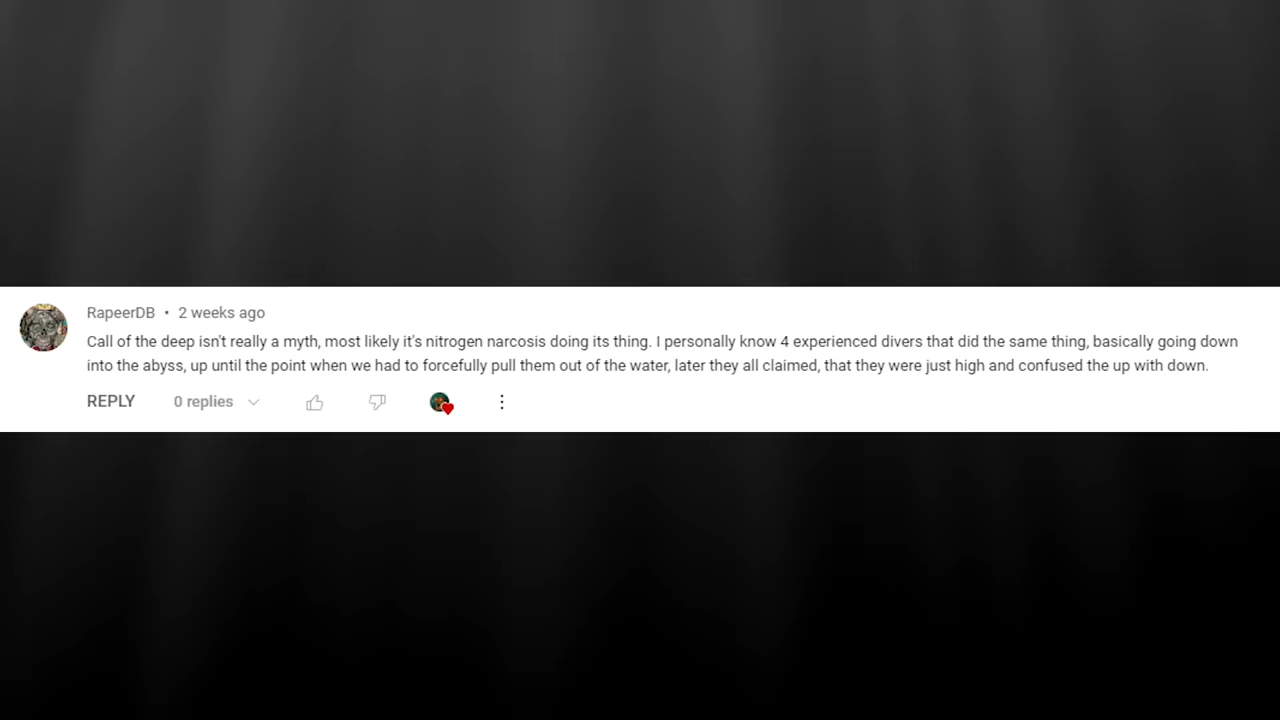 RapeerDB • 2 weeks ago
Call of the deep isn't really a myth, most likely it's nitrogen narcosis doing its thing. I personally know 4 experienced divers that did the same thing, basically going down
into the abyss, up until the point when we had to forcefully pull them out of the water, later they all claimed, that they were just high and confused the up with down.
REPLY 0 replies